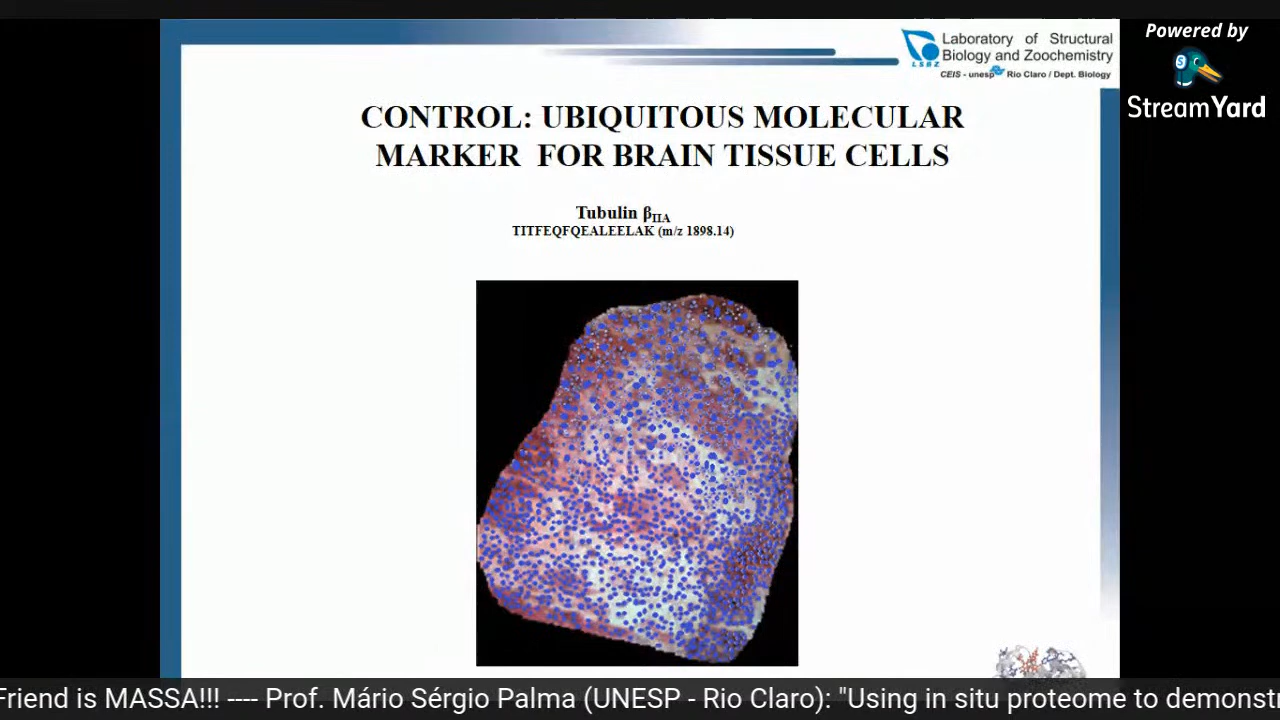 Powered by
StreamYard
Laboratory of Structural
Biology and Zoochemistry
LSBZ
CEIS - unesp Rio Claro / Dept. Biology
CONTROL: UBIQUITOUS MOLECULAR
MARKER FOR BRAIN TISSUE CELLS
Tubulin βIIA
TITFEQFQEALEELAK (m/z 1898.14)
Friend is MASSA!!! ---- Prof. Mário Sérgio Palma (UNESP - Rio Claro): "Using in situ proteome to demonst